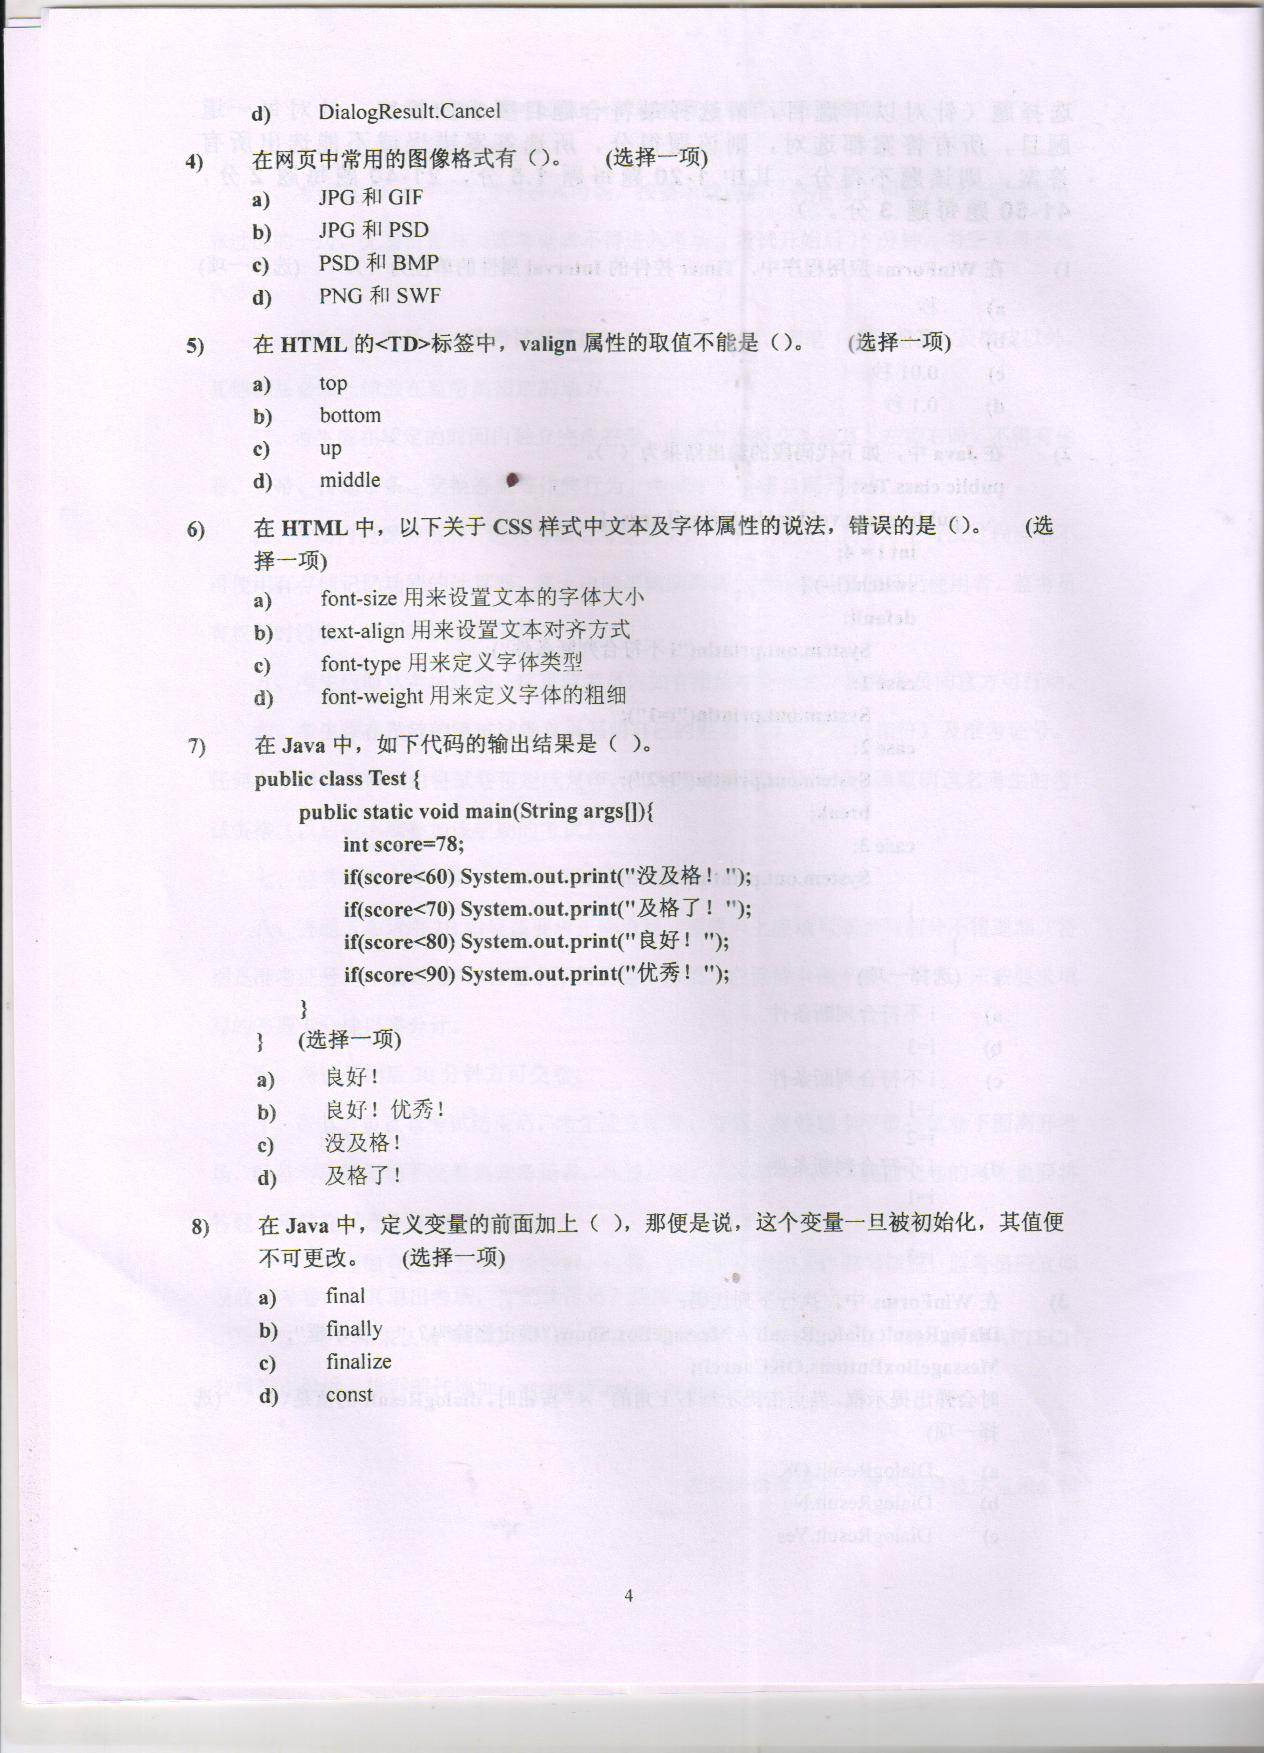 d) DialogResult.Cancel
4) 在网页中常用的图像格式有（）。 (选择一项)
a) JPG 和 GIF
b) JPG 和 PSD
c) PSD 和 BMP
d) PNG 和 SWF
5) 在 HTML 的<TD>标签中，valign 属性的取值不能是（）。 (选择一项)
a) top
b) bottom
c) up
d) middle
6) 在 HTML 中，以下关于 CSS 样式中文本及字体属性的说法，错误的是（）。 (选
择一项)
a) font-size 用来设置文本的字体大小
b) text-align 用来设置文本对齐方式
c) font-type 用来定义字体类型
d) font-weight 用来定义字体的粗细
7) 在 Java 中，如下代码的输出结果是（ ）。
public class Test {
public static void main(String args[]){
int score=78;
if(score<60) System.out.print("没及格！");
if(score<70) System.out.print("及格了！");
if(score<80) System.out.print("良好！");
if(score<90) System.out.print("优秀！");
}
} (选择一项)
a) 良好！
b) 良好！优秀！
c) 没及格！
d) 及格了！
8) 在 Java 中，定义变量的前面加上（ ），那便是说，这个变量一旦被初始化，其值便
不可更改。 (选择一项)
a) final
b) finally
c) finalize
d) const
4